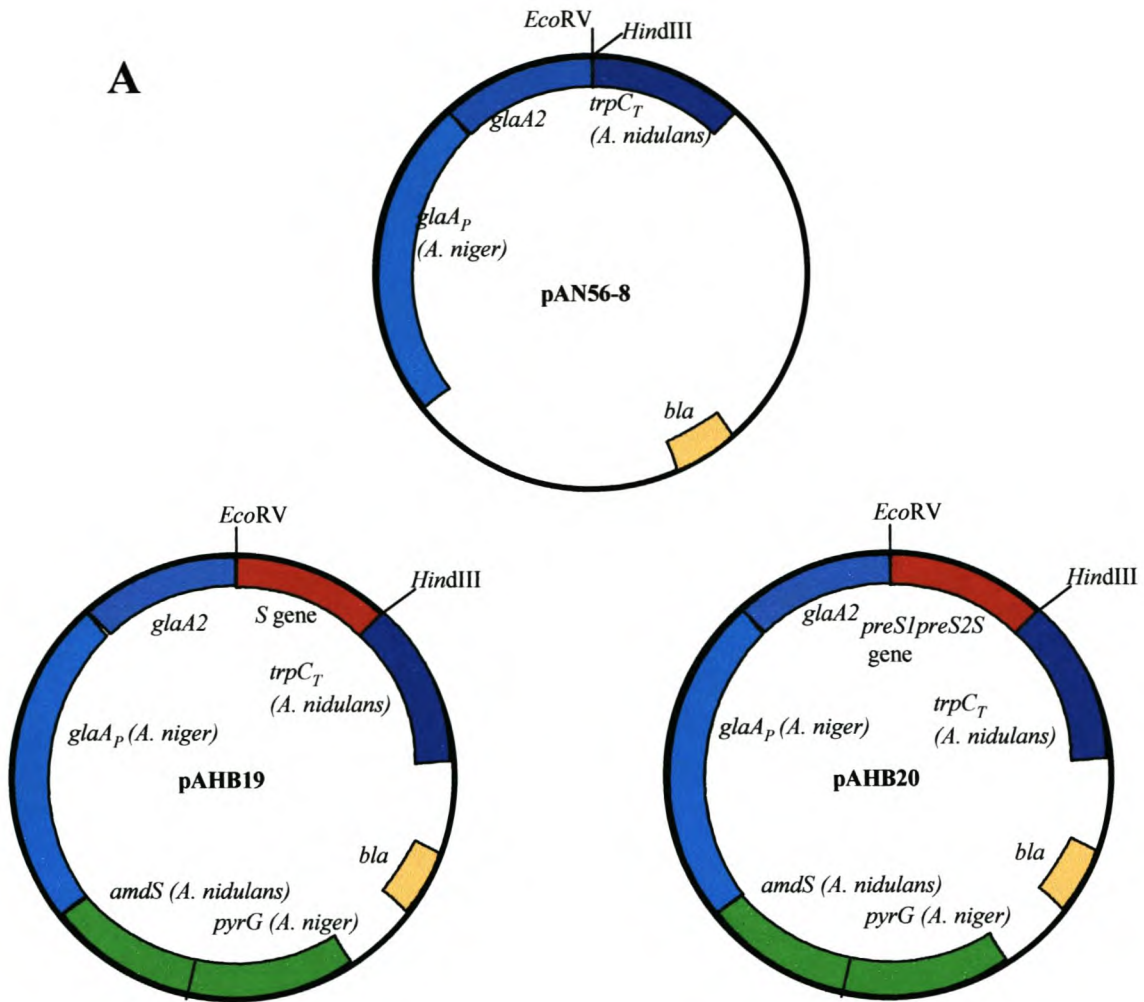 A
EcoRV
HindIII
glaA2
trpC_T
(A. nidulans)
glaA_P
(A. niger)
pAN56-8
bla
EcoRV
HindIII
glaA2
S gene
trpC_T
(A. nidulans)
glaA_P (A. niger)
pAHB19
bla
amdS (A. nidulans)
pyrG (A. niger)
EcoRV
HindIII
glaA2
preS1preS2S
gene
trpC_T
(A. nidulans)
glaA_P (A. niger)
pAHB20
bla
amdS (A. nidulans)
pyrG (A. niger)